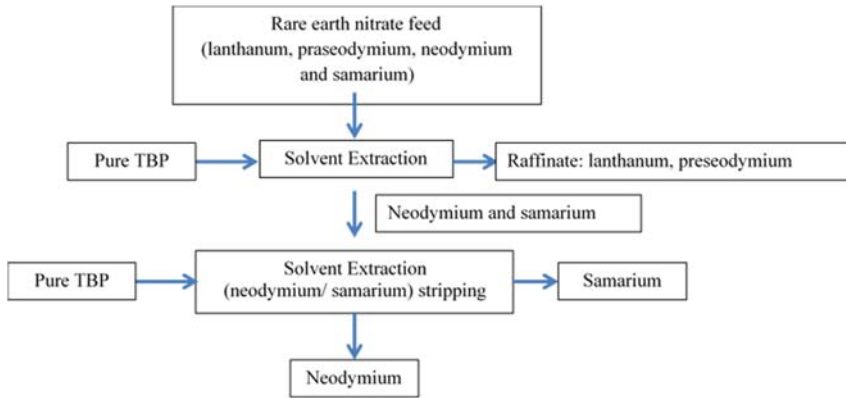 Rare earth nitrate feed
(lanthanum, praseodymium, neodymium
and samarium)
Pure TBP
Solvent Extraction
Raffinate: lanthanum, preseodymium
Neodymium and samarium
Pure TBP
Solvent Extraction
(neodymium/ samarium) stripping
Samarium
Neodymium